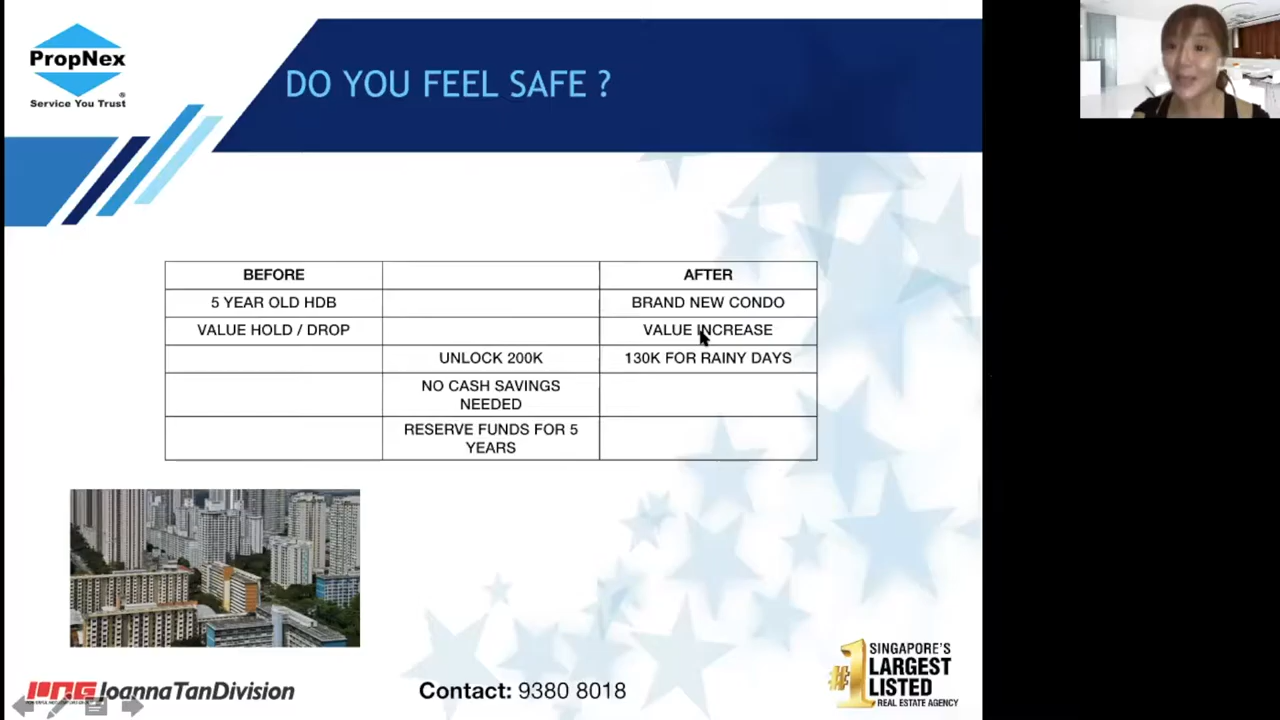 PropNex
Service You Trust
®
DO YOU FEEL SAFE ?
BEFORE
AFTER
5 YEAR OLD HDB
BRAND NEW CONDO
VALUE HOLD / DROP
VALUE INCREASE
UNLOCK 200K
130K FOR RAINY DAYS
NO CASH SAVINGS
NEEDED
RESERVE FUNDS FOR 5
YEARS
PNG JoannaTanDivision
Contact: 9380 8018
#1
SINGAPORE'S
LARGEST
LISTED
REAL ESTATE AGENCY